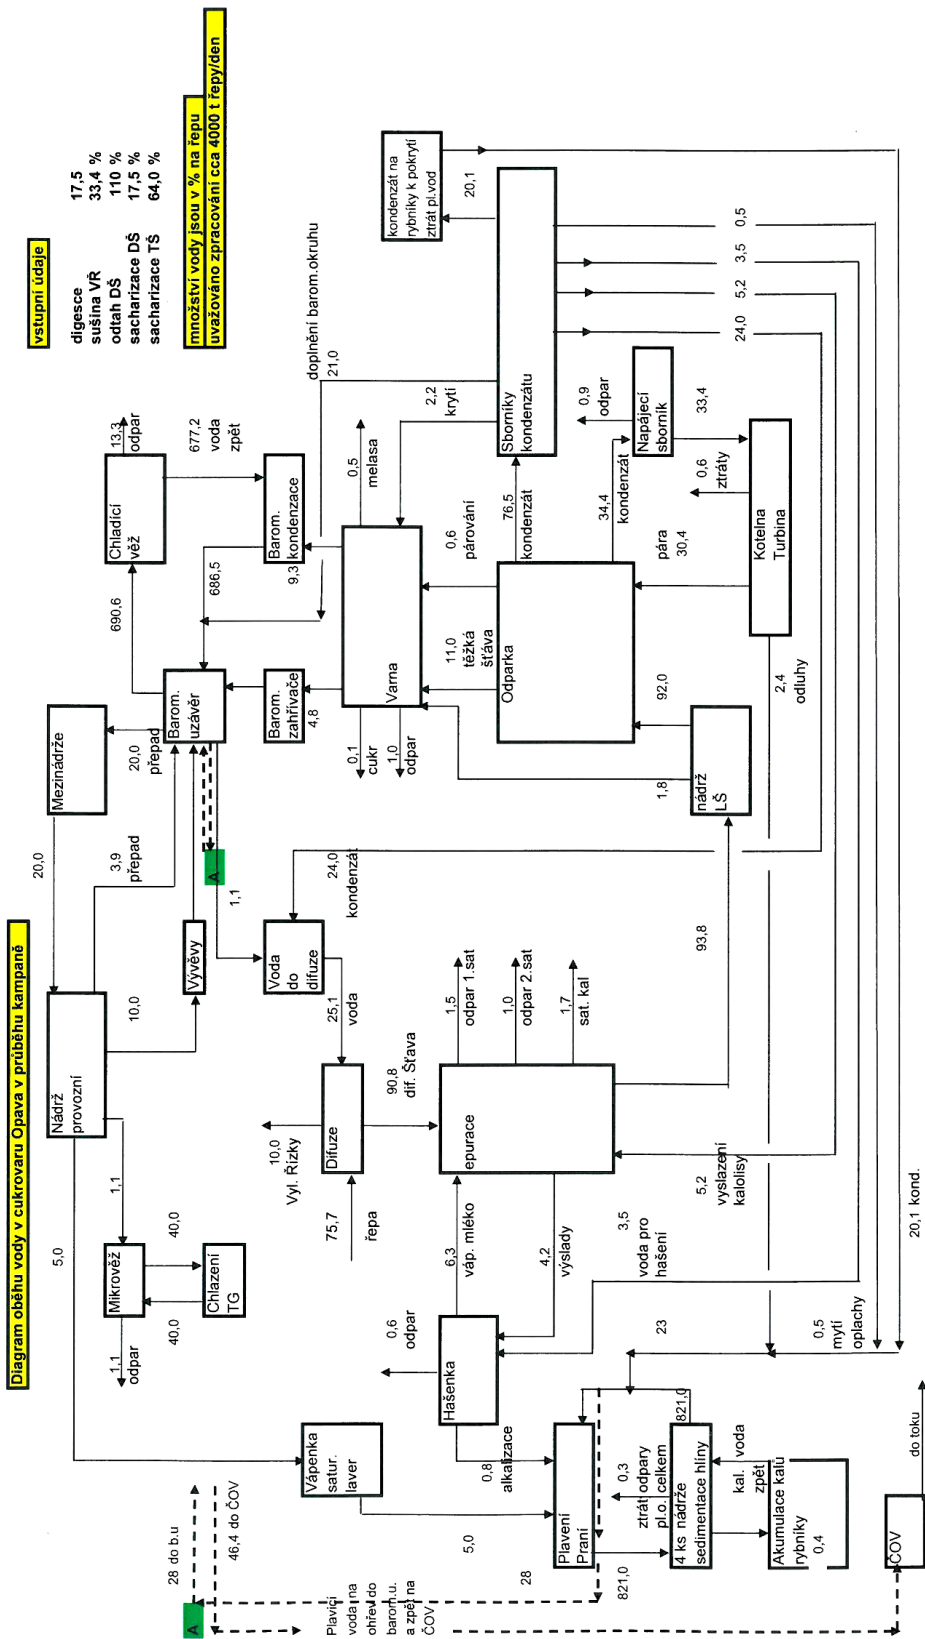 Diagram oběhu vody v cukrovaru Opava v průběhu kampaně
vstupní údaje
digesce 17,5
sušina VŘ 33,4 %
odtah DŠ 110 %
sacharizace DŠ 17,5 %
sacharizace TŠ 64,0 %
množství vody jsou v % na řepu
uvažováno zpracování cca 4000 t řepy/den
A
28 do b.u
46,4 do ČOV
Plavící
voda na
ohřev do
barom.u.
a zpět na
ČOV
5,0
Nádrž
provozní
20,0
Mezinádrže
20,0
přepad
3,9
přepad
10,0
Vývěvy
1,1
Mikrověž
1,1
odpar
40,0
40,0
Chlazení
TG
A
1,1
Barom.
uzávěr
690,6
Chladící
věž
13,3
odpar
677,2
voda
zpět
686,5
Barom.
kondenzace
9,3
Barom.
zahřívače
4,8
doplnění barom.okruhu
21,0
Voda
do
difuze
24,0
kondenzát
25,1
voda
Difuze
10,0
Vyl. Řízky
75,7
řepa
90,8
dif. Šťáva
Vápenka
satur.
laver
5,0
Varna
0,1
cukr
1,0
odpar
0,5
melasa
2,2
krytí
0,6
párování
11,0
těžká
šťáva
Odparka
76,5
kondenzát
34,4
kondenzát
Sborníky
kondenzátu
kondenzát na
rybníky k pokrytí
ztrát pl.vod
20,1
0,5
3,5
5,2
24,0
Napájecí
sborník
0,9
odpar
33,4
0,6
ztráty
Kotelna
Turbina
pára
30,4
2,4
odluhy
92,0
nádrž
LŠ
1,8
93,8
epurace
1,5
odpar 1.sat
1,0
odpar 2.sat
1,7
sat. kal
6,3
váp. mléko
4,2
výslady
5,2
vyslazení
kalolisy
3,5
voda pro
hašení
Hašenka
0,6
odpar
0,8
alkalizace
23
0,5
mytí
oplachy
20,1 kond.
Plavení
Praní
28
821,0
821,0
0,3
ztrát odpary
pl.o. celkem
4 ks nádrže
sedimentace hlíny
kal. voda
zpět
Akumulace kalů
rybníky
0,4
ČOV
do toku